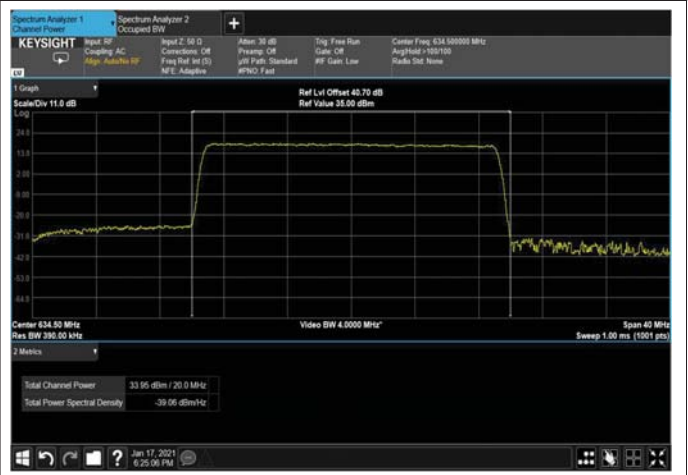 Spectrum Analyzer 1
Channel Power
Spectrum Analyzer 2
Occupied BW
+
KEYSIGHT
Input: RF
Coupling: AC
Align: Auto/No RF
Input Z: 50 Ω
Corrections: Off
Freq Ref: Int (S)
NFE: Adaptive
Atten: 30 dB
Preamp: Off
µW Path: Standard
#PNO: Fast
Trig: Free Run
Gate: Off
#IF Gain: Low
Center Freq: 634.500000 MHz
Avg|Hold:>100/100
Radio Std: None
LV
1 Graph
Scale/Div 11.0 dB
Ref Lvl Offset 40.70 dB
Ref Value 35.00 dBm
Log
24.0
13.0
2.00
-9.00
-20.0
-31.0
-42.0
-53.0
-64.0
Center 634.50 MHz
Res BW 390.00 kHz
Video BW 4.0000 MHz*
Span 40 MHz
Sweep 1.00 ms (1001 pts)
2 Metrics
Total Channel Power 33.95 dBm / 20.0 MHz
Total Power Spectral Density -39.06 dBm/Hz
?
Jan 17, 2021
6:25:06 PM